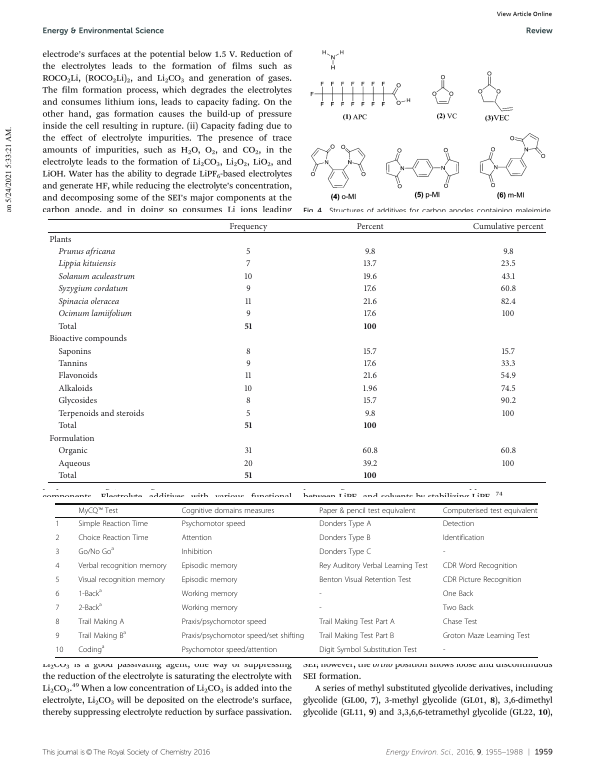 View Article Online
Energy & Environmental Science
Review
an 5/24/2021 5:33:21 AM.
electrode's surfaces at the potential below 1.5 V. Reduction of
the electrolytes leads to the formation of films such as
ROCO₂Li, (ROCO₂Li)₂, and Li₂CO₃ and generation of gases.
The film formation process, which degrades the electrolytes
and consumes lithium ions, leads to capacity fading. On the
other hand, gas formation causes the build-up of pressure
inside the cell resulting in rupture. (ii) Capacity fading due to
the effect of electrolyte impurities. The presence of trace
amounts of impurities, such as H₂O, O₂, and CO₂, in the
electrolyte leads to the formation of Li₂CO₃, Li₂O₂, LiO₂, and
LiOH. Water has the ability to degrade LiPF₆-based electrolytes
and generate HF, while reducing the electrolyte's concentration,
and decomposing some of the SEI's major components at the
carbon anode, and in doing so consumes Li ions leading
(1) APC (2) VC (3)VEC
(4) o-MI (5) p-MI (6) m-MI
Fig. 4 Structures of additives for carbon anodes containing maleimide
Frequency Percent Cumulative percent
Plants
Prunus africana 5 9.8 9.8
Lippia kituiensis 7 13.7 23.5
Solanum aculeastrum 10 19.6 43.1
Syzygium cordatum 9 17.6 60.8
Spinacia oleracea 11 21.6 82.4
Ocimum lamiifolium 9 17.6 100
Total 51 100
Bioactive compounds
Saponins 8 15.7 15.7
Tannins 9 17.6 33.3
Flavonoids 11 21.6 54.9
Alkaloids 10 1.96 74.5
Glycosides 8 15.7 90.2
Terpenoids and steroids 5 9.8 100
Total 51 100
Formulation
Organic 31 60.8 60.8
Aqueous 20 39.2 100
Total 51 100
components. Electrolyte additives with various functional
between LiPF₆ and solvents by stabilizing LiPF₆.⁷⁴
MyCQ™ Test Cognitive domains measures Paper & pencil test equivalent Computerised test equivalent
1 Simple Reaction Time Psychomotor speed Donders Type A Detection
2 Choice Reaction Time Attention Donders Type B Identification
3 Go/No Goᵃ Inhibition Donders Type C -
4 Verbal recognition memory Episodic memory Rey Auditory Verbal Learning Test CDR Word Recognition
5 Visual recognition memory Episodic memory Benton Visual Retention Test CDR Picture Recognition
6 1-Backᵃ Working memory - One Back
7 2-Backᵃ Working memory - Two Back
8 Trail Making A Praxis/psychomotor speed Trail Making Test Part A Chase Test
9 Trail Making Bᵃ Praxis/psychomotor speed/set shifting Trail Making Test Part B Groton Maze Learning Test
10 Codingᵃ Psychomotor speed/attention Digit Symbol Substitution Test -
Li₂CO₃ is a good passivating agent, one way of suppressing
the reduction of the electrolyte is saturating the electrolyte with
Li₂CO₃.⁴⁹ When a low concentration of Li₂CO₃ is added into the
electrolyte, Li₂CO₃ will be deposited on the electrode's surface,
thereby suppressing electrolyte reduction by surface passivation.
SEI, however, the ortho position shows loose and discontinuous
SEI formation.
A series of methyl substituted glycolide derivatives, including
glycolide (GL00, 7), 3-methyl glycolide (GL01, 8), 3,6-dimethyl
glycolide (GL11, 9) and 3,3,6,6-tetramethyl glycolide (GL22, 10),
This journal is © The Royal Society of Chemistry 2016
Energy Environ. Sci., 2016, 9, 1955–1988 | 1959